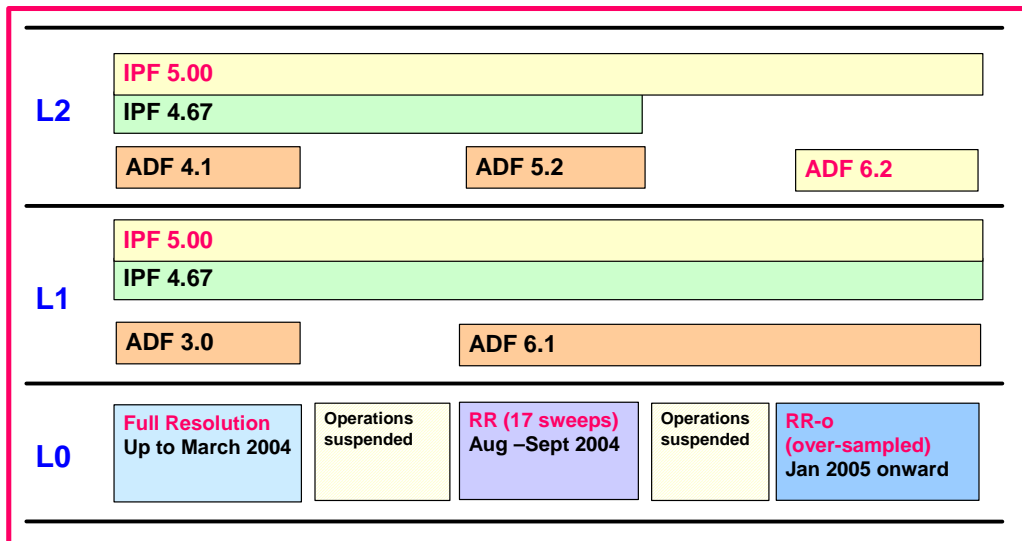 L2
IPF 5.00
IPF 4.67
ADF 4.1
ADF 5.2
ADF 6.2
L1
IPF 5.00
IPF 4.67
ADF 3.0
ADF 6.1
L0
Full Resolution
Up to March 2004
Operations
suspended
RR (17 sweeps)
Aug –Sept 2004
Operations
suspended
RR-o
(over-sampled)
Jan 2005 onward